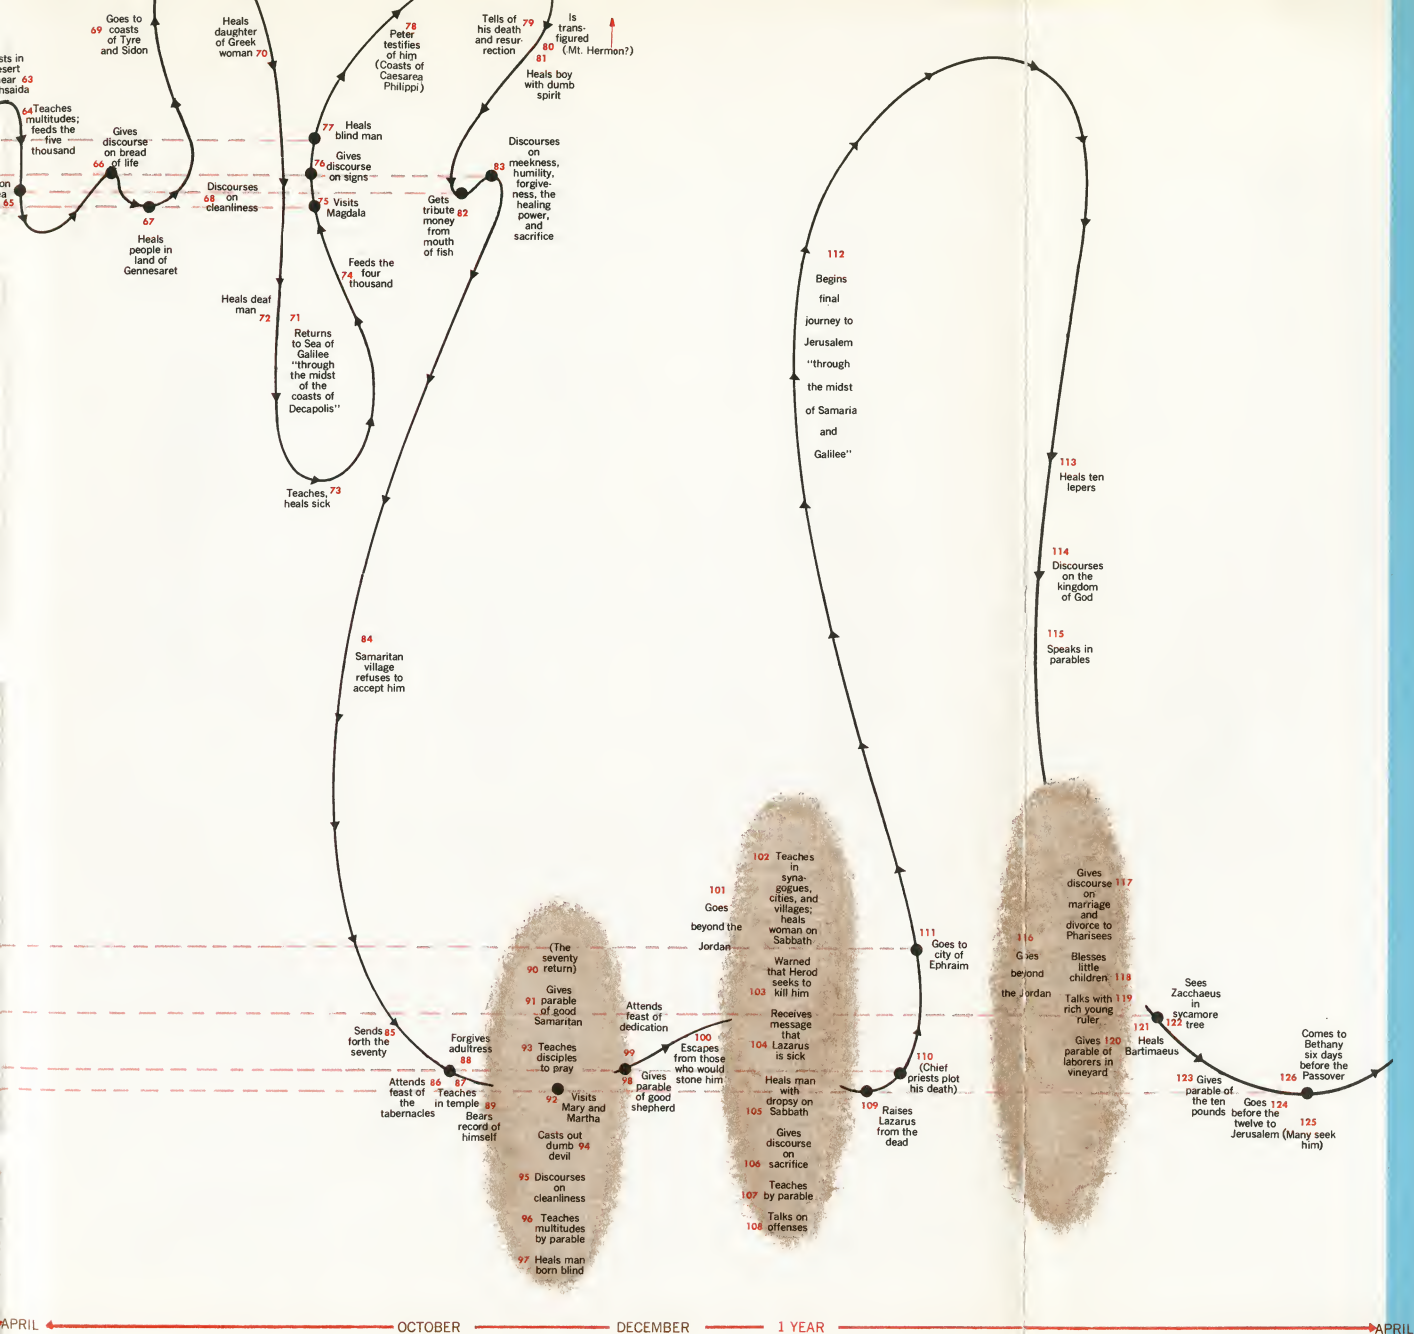 69 Goes to
coasts
of Tyre
and Sidon
Heals
daughter
of Greek
woman 70
78
Peter
testifies
of him
(Coasts of
Caesarea
Philippi)
Tells of 79
his death
and resur-
rection
Is
trans-
figured
80 (Mt. Hermon?)
81
Heals boy
with dumb
spirit
sts in
esert
ear 63
hsaida
64 Teaches
multitudes;
feeds the
five
thousand
on
a
65
Gives
discourse
on bread
66 of life
67
Heals
people in
land of
Gennesaret
Discourses
68 on
cleanliness
77 Heals
blind man
76 Gives
discourse
on signs
75 Visits
Magdala
Feeds the
74 four
thousand
Heals deaf
man 72
71
Returns
to Sea of
Galilee
"through
the midst
of the
coasts of
Decapolis"
Teaches, 73
heals sick
Gets
tribute 82
money
from
mouth
of fish
83
Discourses
on
meekness,
humility,
forgive-
ness, the
healing
power,
and
sacrifice
84
Samaritan
village
refuses to
accept him
Sends 85
forth the
seventy
Forgives
adultress
88
Attends 86
feast of
the
tabernacles
87
Teaches
in temple 89
Bears
record of
himself
(The
seventy
90 return)
Gives
91 parable
of good
Samaritan
93 Teaches
disciples
to pray
92 Visits
Mary and
Martha
Casts out
dumb 94
devil
95 Discourses
on
cleanliness
96 Teaches
multitudes
by parable
97 Heals man
born blind
Attends
feast of
dedication
99
98
Gives
parable
of good
shepherd
100
Escapes
from those
who would
stone him
101
Goes
beyond the
Jordan
102 Teaches
in
syna-
gogues,
cities, and
villages;
heals
woman on
Sabbath
Warned
that Herod
seeks to
103 kill him
Receives
message
that
104 Lazarus
is sick
Heals man
with
dropsy on
105 Sabbath
Gives
discourse
on
106 sacrifice
Teaches
107 by parable
Talks on
108 offenses
109
Raises
Lazarus
from the
dead
110
(Chief
priests plot
his death)
111
Goes to
city of
Ephraim
112
Begins
final
journey to
Jerusalem
"through
the midst
of Samaria
and
Galilee"
113
Heals ten
lepers
114
Discourses
on the
kingdom
of God
115
Speaks in
parables
116
Goes
beyond
the Jordan
Gives
discourse 117
on
marriage
and
divorce to
Pharisees
Blesses
little
children 118
Talks with 119
rich young
ruler
Gives 120
parable of
laborers in
vineyard
121
Heals
Bartimaeus
Sees
Zacchaeus
in
sycamore
122 tree
123 Gives
parable of
the ten
pounds
Goes 124
before the
twelve to
Jerusalem
125
(Many seek
him)
Comes to
Bethany
six days
before the
126 Passover
APRIL OCTOBER DECEMBER 1 YEAR APRIL